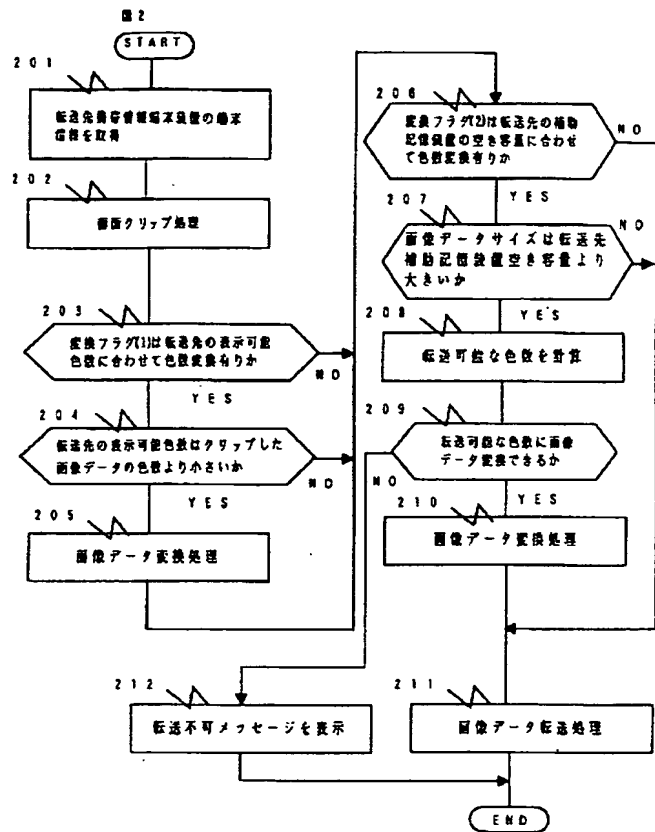 図2
START
201
転送先携帯情報端末装置の端末
情報を取得
202
画面クリップ処理
203
変換フラグ(1)は転送先の表示可能
色数に合わせて色数変換有りか
NO
YES
204
転送先の表示可能色数はクリップした
画像データの色数より小さいか
NO
YES
205
画像データ変換処理
206
変換フラグ(2)は転送先の補助
記憶装置の空き容量に合わせ
て色数変換有りか
NO
YES
207
画像データサイズは転送先
補助記憶装置空き容量より
大きいか
NO
YES
208
転送可能な色数を計算
209
転送可能な色数に画像
データ変換できるか
NO
YES
210
画像データ変換処理
212
転送不可メッセージを表示
211
画像データ転送処理
END